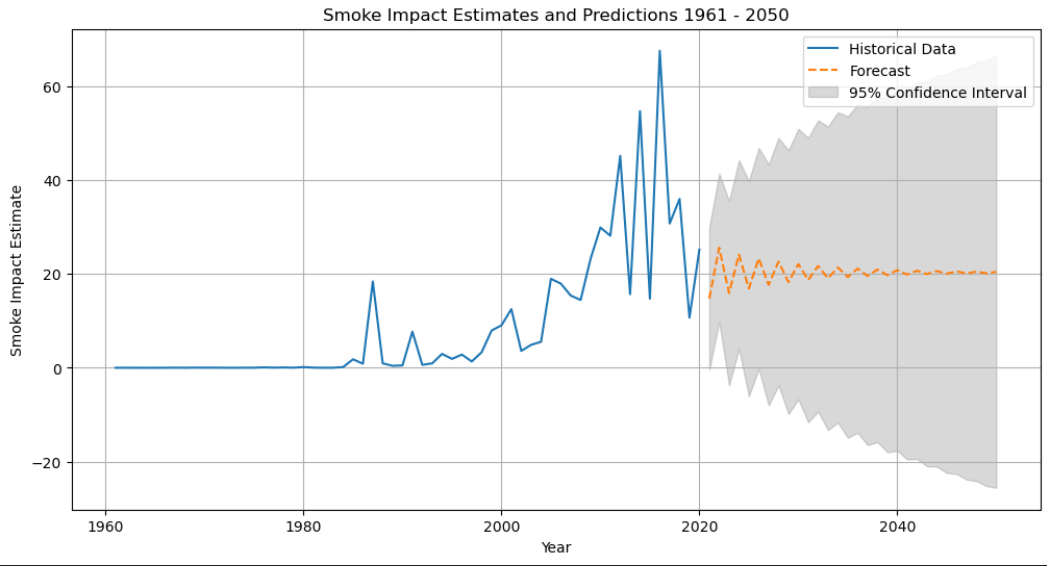 Smoke Impact Estimates and Predictions 1961 - 2050
Historical Data
Forecast
95% Confidence Interval
Smoke Impact Estimate
60
40
20
0
−20
1960
1980
2000
2020
2040
Year